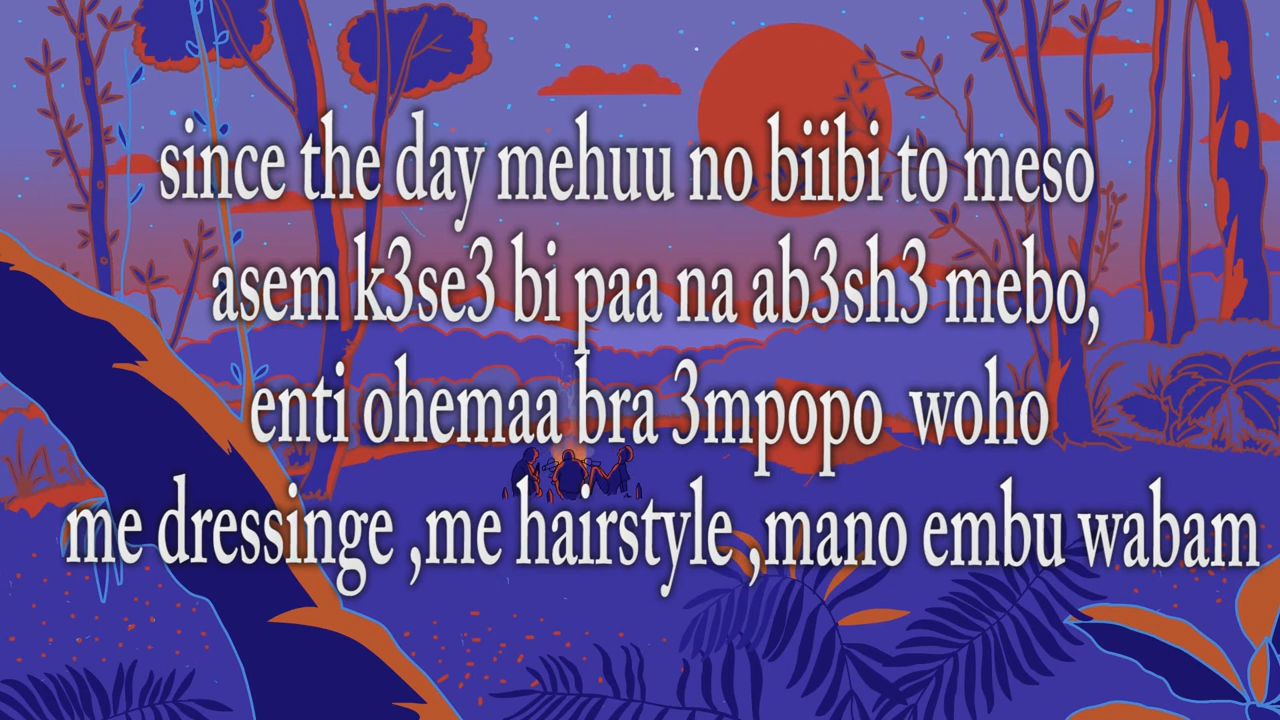 since the day mehuu no biibi to meso
asem k3se3 bi paa na ab3sh3 mebo,
enti ohemaa bra 3mpopo woho
me dressinge ,me hairstyle ,mano embu wabam